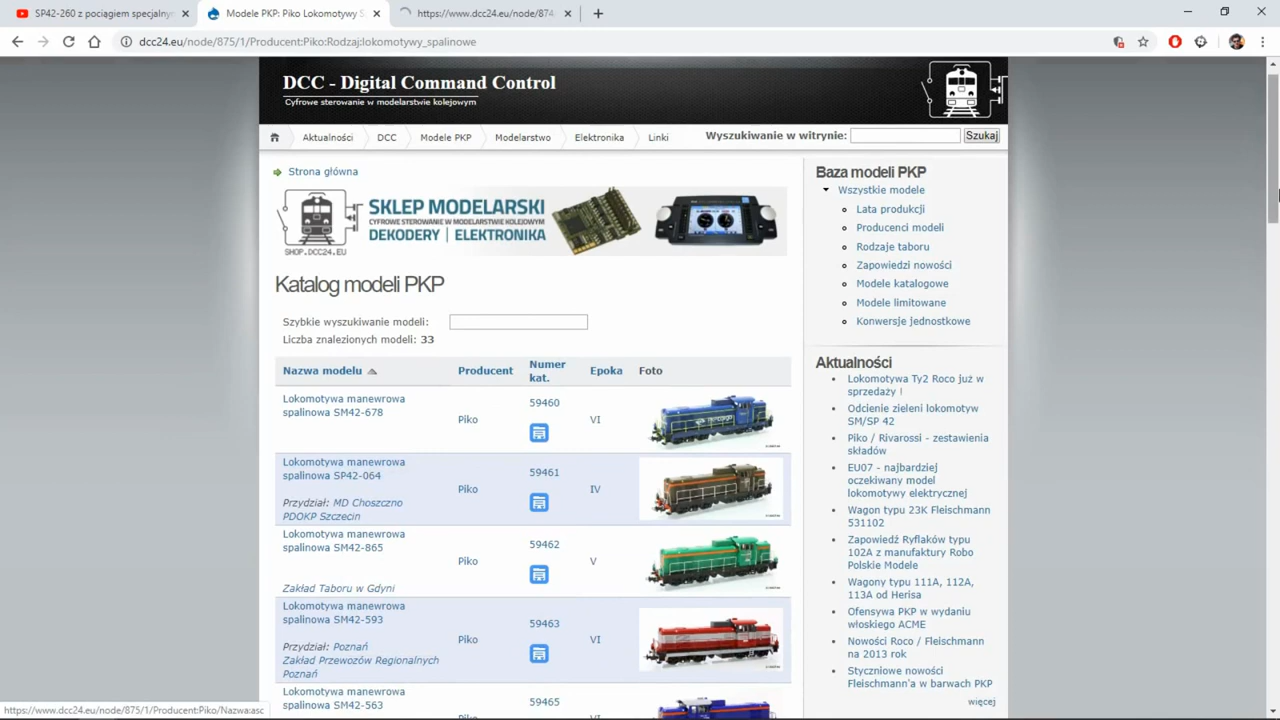 SP42-260 z pociągiem specjalnym
Modele PKP: Piko Lokomotywy S
https://www.dcc24.eu/node/874
dcc24.eu/node/875/1/Producent:Piko:Rodzaj:lokomotywy_spalinowe
DCC - Digital Command Control
Cyfrowe sterowanie w modelarstwie kolejowym
Aktualności DCC Modele PKP Modelarstwo Elektronika Linki Wyszukiwanie w witrynie: Szukaj
Strona główna
SKLEP MODELARSKI
CYFROWE STEROWANIE W MODELARSTWIE KOLEJOWYM
DEKODERY | ELEKTRONIKA
SHOP.DCC24.EU
Katalog modeli PKP
Szybkie wyszukiwanie modeli:
Liczba znalezionych modeli: 33
Nazwa modelu Producent Numer kat. Epoka Foto
Lokomotywa manewrowa
spalinowa SM42-678
Piko 59460 VI
Lokomotywa manewrowa
spalinowa SP42-064
Przydział: MD Choszczno
PDOKP Szczecin
Piko 59461 IV
Lokomotywa manewrowa
spalinowa SM42-865
Zakład Taboru w Gdyni
Piko 59462 V
Lokomotywa manewrowa
spalinowa SM42-593
Przydział: Poznań
Zakład Przewozów Regionalnych
Poznań
Piko 59463 VI
Lokomotywa manewrowa
spalinowa SM42-563
59465
Baza modeli PKP
Wszystkie modele
Lata produkcji
Producenci modeli
Rodzaje taboru
Zapowiedzi nowości
Modele katalogowe
Modele limitowane
Konwersje jednostkowe
Aktualności
Lokomotywa Ty2 Roco już w
sprzedaży !
Odcienie zieleni lokomotyw
SM/SP 42
Piko / Rivarossi - zestawienia
składów
EU07 - najbardziej
oczekiwany model
lokomotywy elektrycznej
Wagon typu 23K Fleischmann
531102
Zapowiedź Ryflaków typu
102A z manufaktury Robo
Polskie Modele
Wagony typu 111A, 112A,
113A od Herisa
Ofensywa PKP w wydaniu
włoskiego ACME
Nowości Roco / Fleischmann
na 2013 rok
Styczniowe nowości
Fleischmann'a w barwach PKP
więcej
https://www.dcc24.eu/node/875/1/Producent:Piko/Nazwa:asc